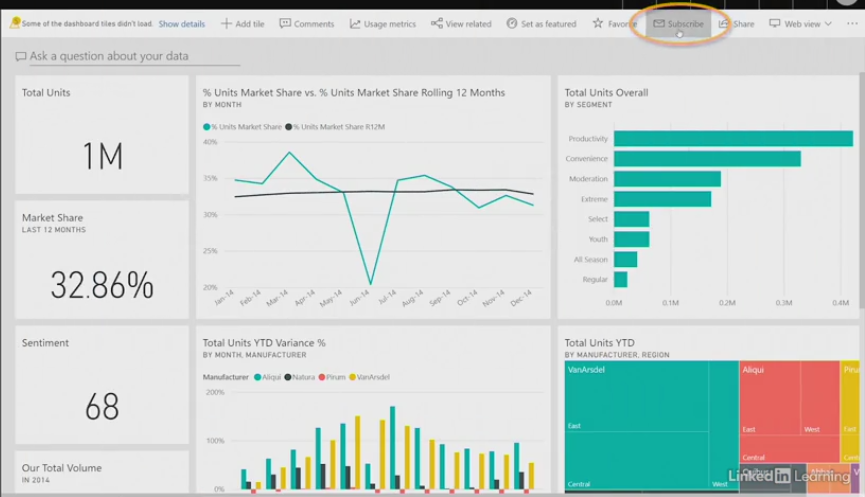 Some of the dashboard tiles didn't load. Show details Add tile Comments Usage metrics View related Set as featured Favorite Subscribe Share Web view
Ask a question about your data
Total Units
1M
Market Share
LAST 12 MONTHS
32.86%
Sentiment
68
Our Total Volume
IN 2014
% Units Market Share vs. % Units Market Share Rolling 12 Months
BY MONTH
% Units Market Share % Units Market Share R12M
40%
35%
30%
25%
20%
Jan-14 Feb-14 Mar-14 Apr-14 May-14 Jun-14 Jul-14 Aug-14 Sep-14 Oct-14 Nov-14 Dec-14
Total Units Overall
BY SEGMENT
Productivity
Convenience
Moderation
Extreme
Select
Youth
All Season
Regular
0.0M 0.1M 0.2M 0.3M 0.4M
Total Units YTD Variance %
BY MONTH, MANUFACTURER
Manufacturer Aliqui Natura Pirum VanArsdel
200%
100%
0%
Total Units YTD
BY MANUFACTURER, REGION
VanArsdel Aliqui Piru
East East West East
Central Cent
Central West
Linked in Learning